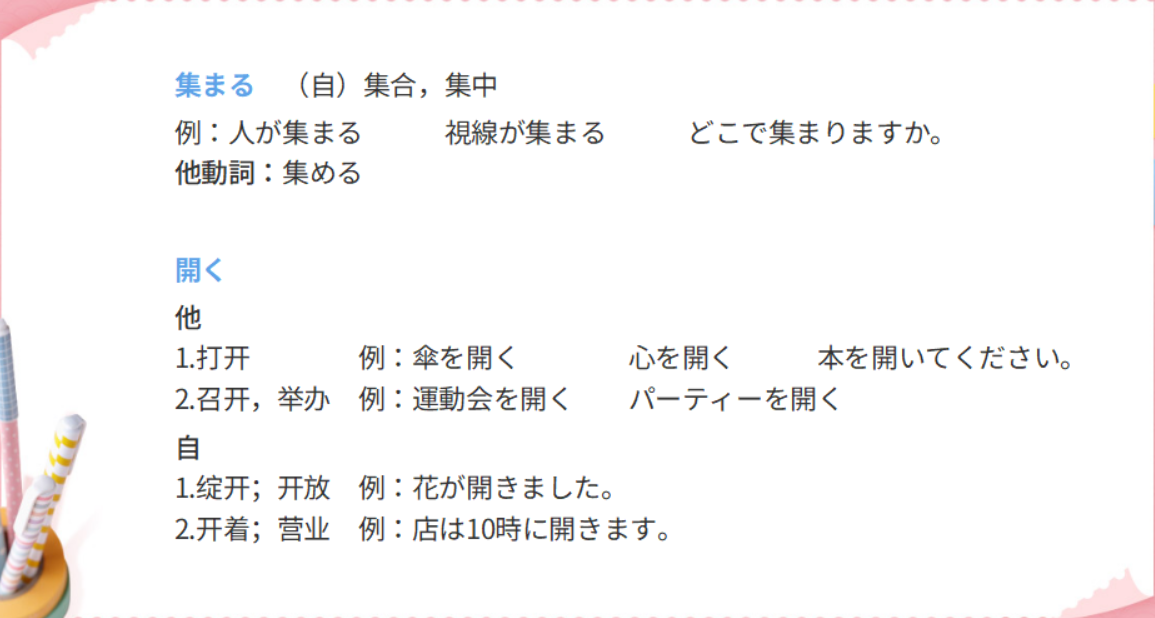 集まる　（自）集合，集中
例：人が集まる　　　視線が集まる　　　どこで集まりますか。
他動詞：集める
開く
他
1.打开　　　　例：傘を開く　　　　心を開く　　　本を開いてください。
2.召开，举办　例：運動会を開く　　パーティーを開く
自
1.绽开；开放　例：花が開きました。
2.开着；营业　例：店は10時に開きます。